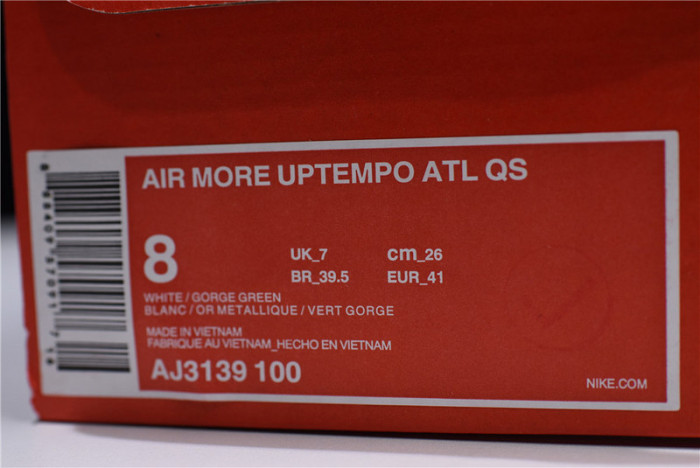 AIR MORE UPTEMPO ATL QS
8
UK_7 cm_26
BR_39.5 EUR_41
WHITE / GORGE GREEN
BLANC / OR METALLIQUE / VERT GORGE
MADE IN VIETNAM
FABRIQUE AU VIETNAM_HECHO EN VIETNAM
AJ3139 100
NIKE.COM